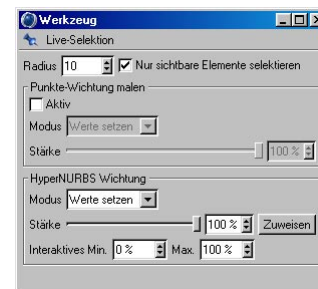 Werkzeug
Live-Selektion
Radius 10 Nur sichtbare Elemente selektieren
Punkte-Wichtung malen
Aktiv
Modus Werte setzen
Stärke 100 %
HyperNURBS Wichtung
Modus Werte setzen
Stärke 100 % Zuweisen
Interaktives Min. 0 % Max. 100 %